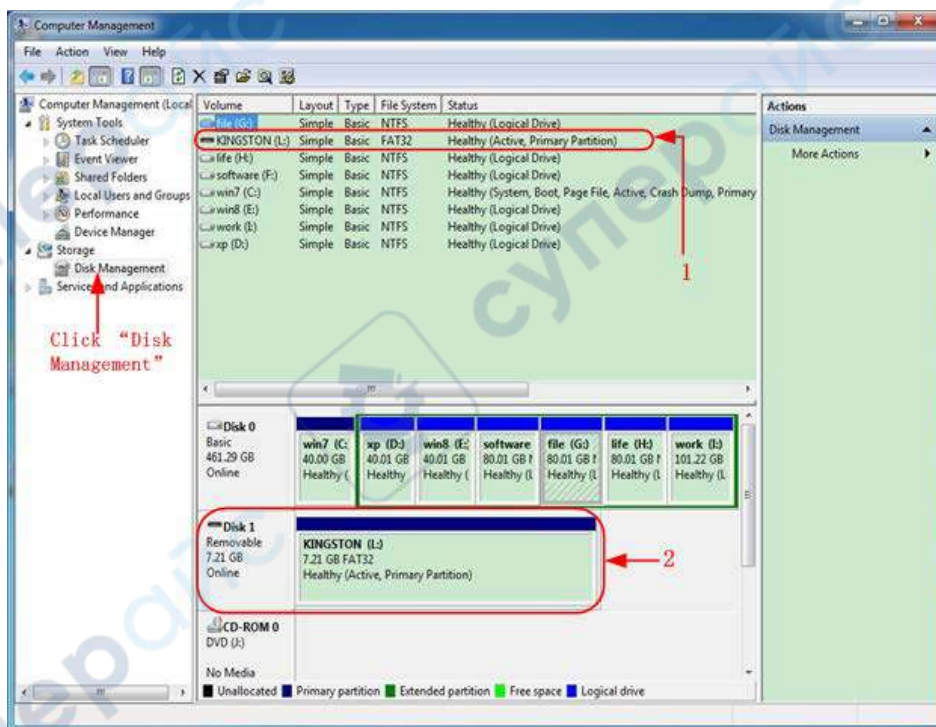 Computer Management
File Action View Help
Computer Management (Local
System Tools
Task Scheduler
Event Viewer
Shared Folders
Local Users and Groups
Performance
Device Manager
Storage
Disk Management
Services and Applications
Click “Disk
Management”
Volume Layout Type File System Status
file (G:) Simple Basic NTFS Healthy (Logical Drive)
KINGSTON (L:) Simple Basic FAT32 Healthy (Active, Primary Partition)
life (H:) Simple Basic NTFS Healthy (Logical Drive)
software (F:) Simple Basic NTFS Healthy (Logical Drive)
win7 (C:) Simple Basic NTFS Healthy (System, Boot, Page File, Active, Crash Dump, Primary
win8 (E:) Simple Basic NTFS Healthy (Logical Drive)
work (I:) Simple Basic NTFS Healthy (Logical Drive)
xp (D:) Simple Basic NTFS Healthy (Logical Drive)
1
Actions
Disk Management
More Actions
Disk 0
Basic
461.29 GB
Online
win7 (C:
40.00 GB
Healthy (
xp (D:)
40.01 GB
Healthy
win8 (E:
40.01 GB
Healthy (
software
80.01 GB
Healthy (L
file (G:)
80.01 GB
Healthy (L
life (H:)
80.01 GB
Healthy (L
work (I:)
101.22 GB
Healthy (L
Disk 1
Removable
7.21 GB
Online
KINGSTON (L:)
7.21 GB FAT32
Healthy (Active, Primary Partition)
2
CD-ROM 0
DVD (J:)
No Media
Unallocated Primary partition Extended partition Free space Logical drive
суперайс